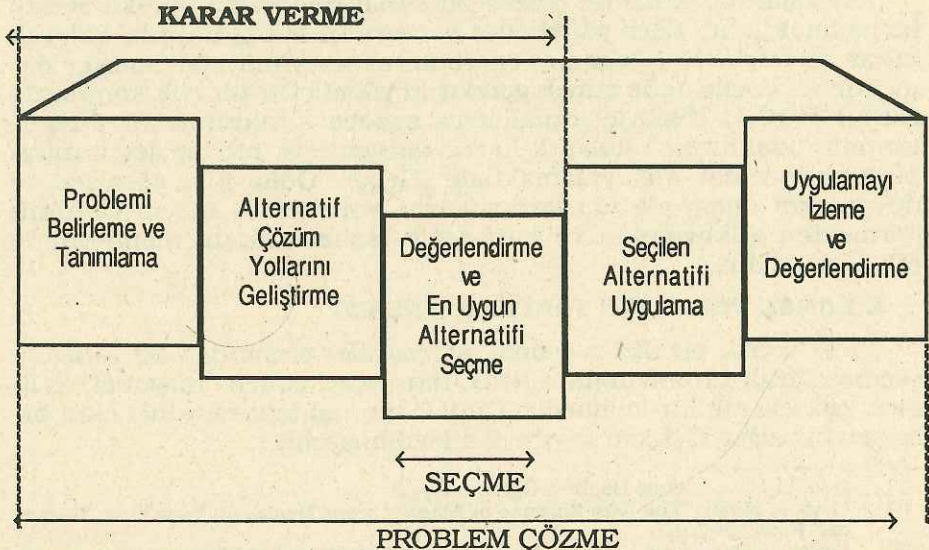 KARAR VERME
Problemi
Belirleme ve
Tanımlama
Alternatif
Çözüm
Yollarını
Geliştirme
Değerlendirme
ve
En Uygun
Alternatifi
Seçme
Seçilen
Alternatifi
Uygulama
Uygulamayı
İzleme
ve
Değerlendirme
SEÇME
PROBLEM ÇÖZME